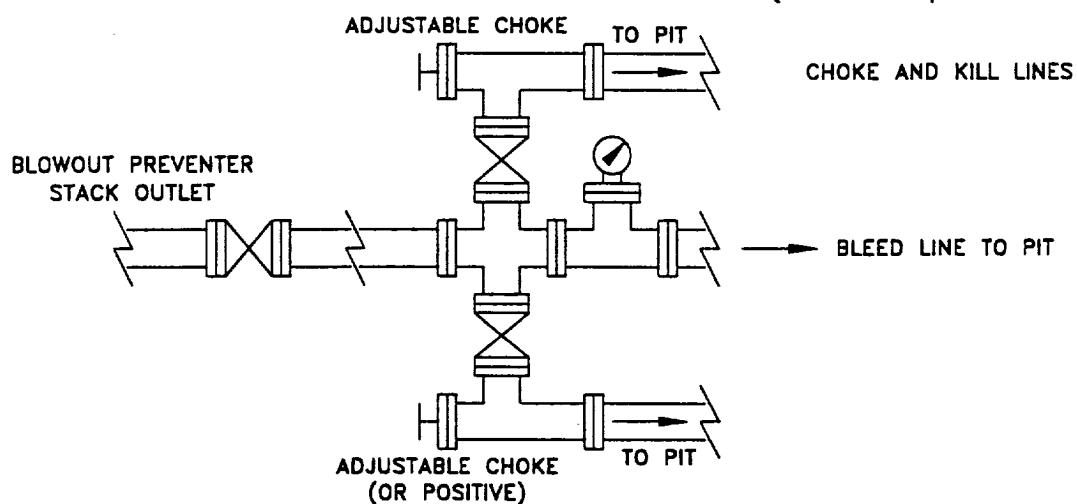 ADJUSTABLE CHOKE
TO PIT
CHOKE AND KILL LINES
BLOWOUT PREVENTER
STACK OUTLET
BLEED LINE TO PIT
TO PIT
ADJUSTABLE CHOKE
(OR POSITIVE)